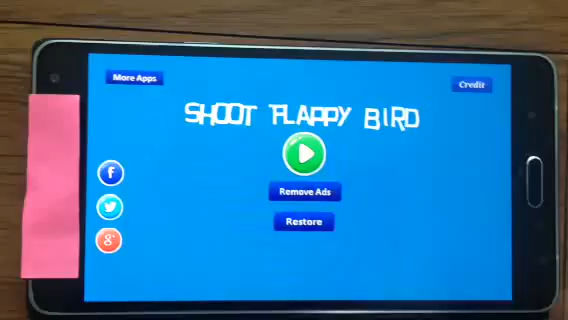 More Apps
Credit
SHOOT FLAPPY BIRD
Remove Ads
Restore
f
g+